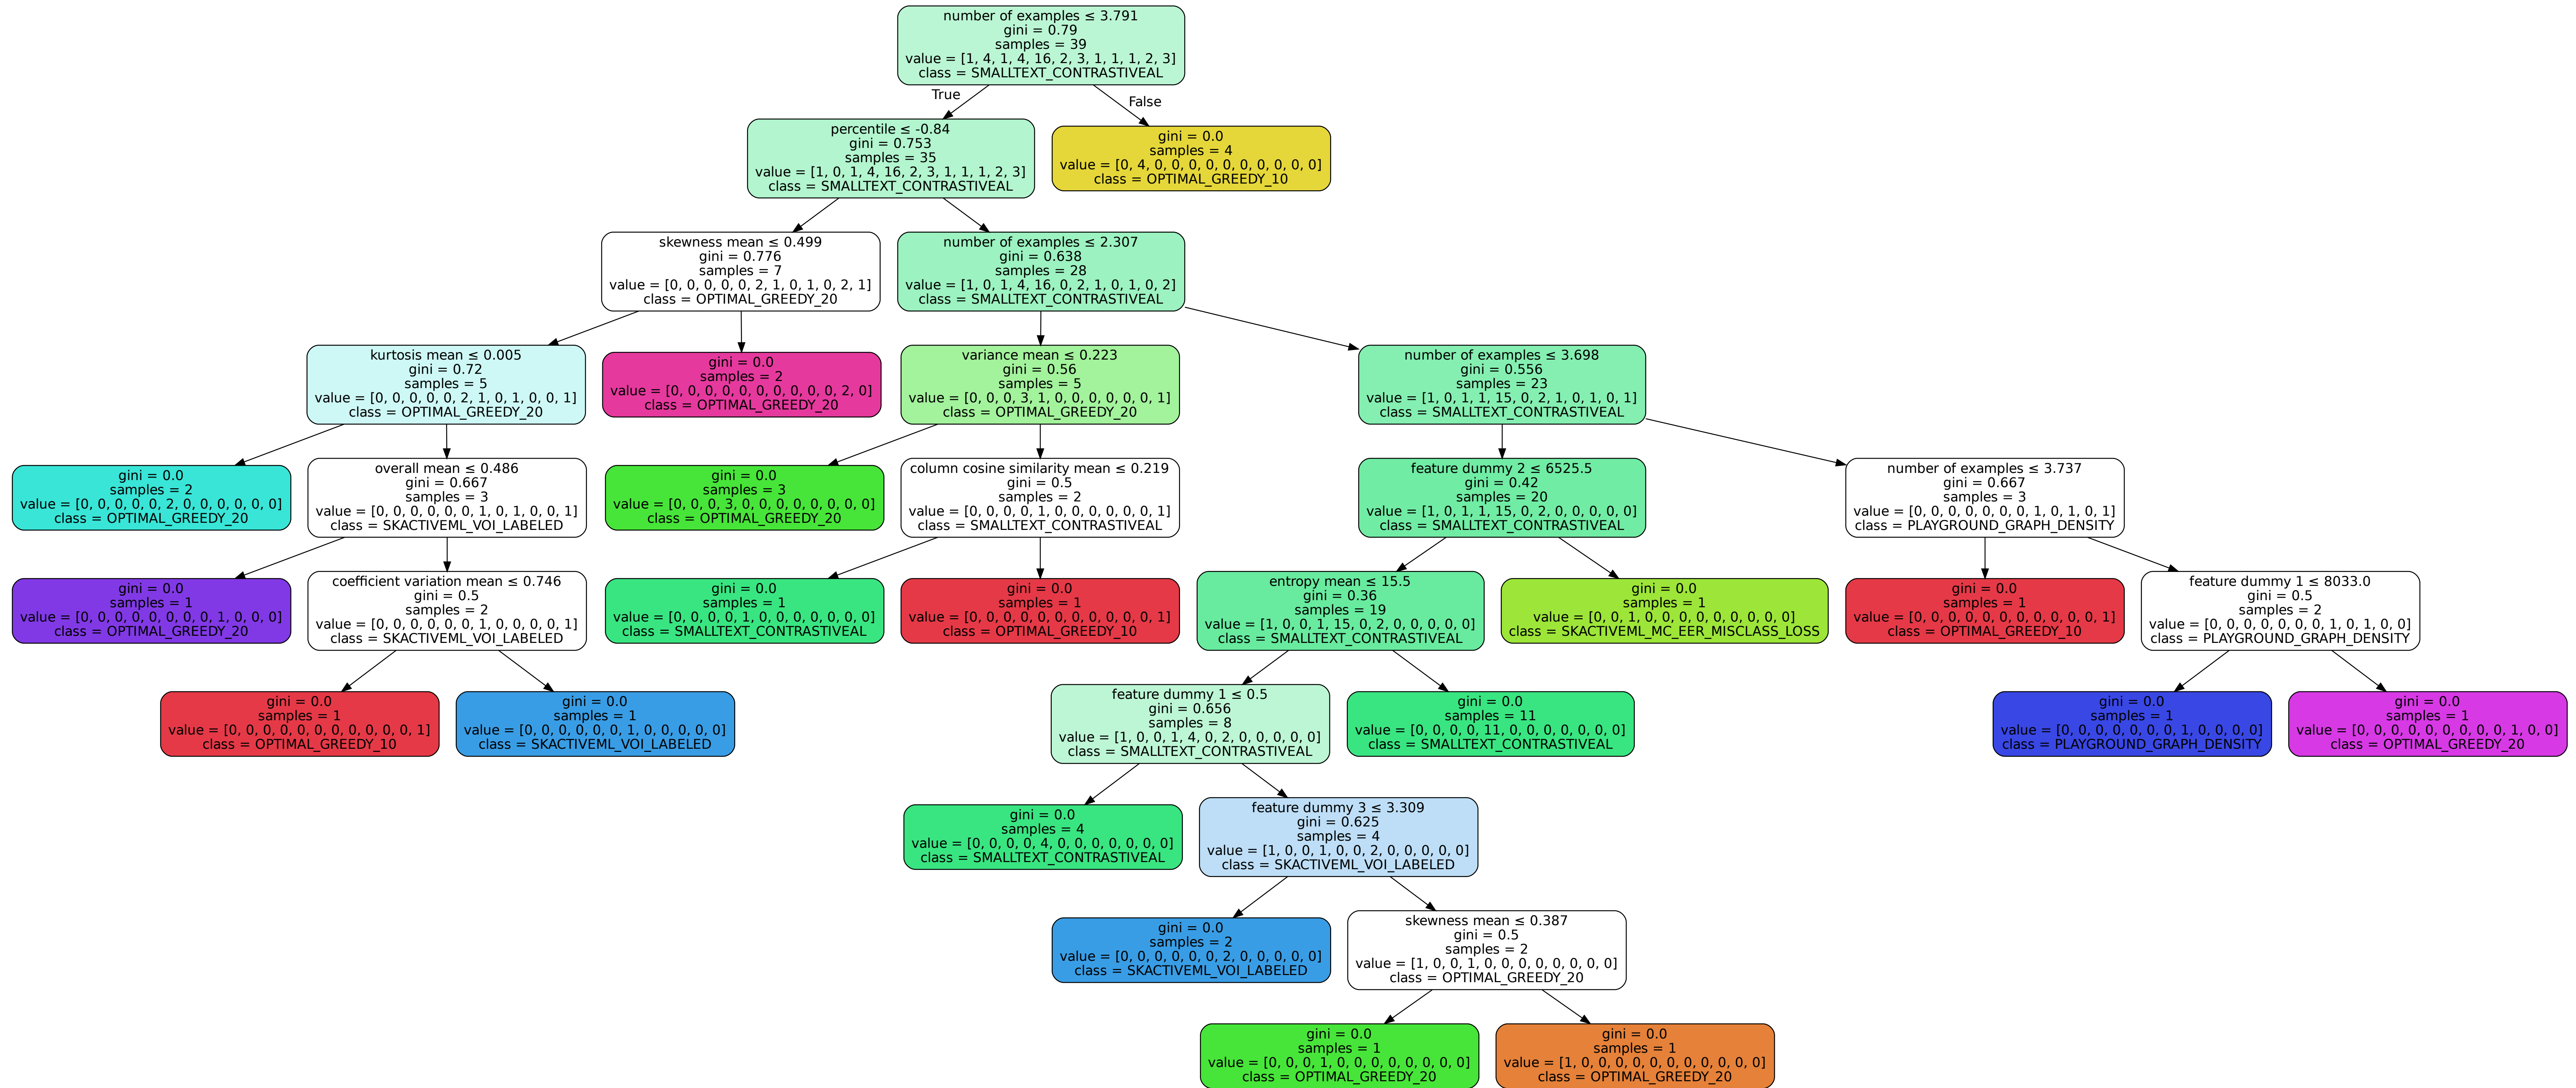 number of examples ≤ 3.791
gini = 0.79
samples = 39
value = [1, 4, 1, 4, 16, 2, 3, 1, 1, 1, 2, 3]
class = SMALLTEXT_CONTRASTIVEAL
True
False
percentile ≤ -0.84
gini = 0.753
samples = 35
value = [1, 0, 1, 4, 16, 2, 3, 1, 1, 1, 2, 3]
class = SMALLTEXT_CONTRASTIVEAL
gini = 0.0
samples = 4
value = [0, 4, 0, 0, 0, 0, 0, 0, 0, 0, 0, 0]
class = OPTIMAL_GREEDY_10
skewness mean ≤ 0.499
gini = 0.776
samples = 7
value = [0, 0, 0, 0, 0, 2, 1, 0, 1, 0, 2, 1]
class = OPTIMAL_GREEDY_20
number of examples ≤ 2.307
gini = 0.638
samples = 28
value = [1, 0, 1, 4, 16, 0, 2, 1, 0, 1, 0, 2]
class = SMALLTEXT_CONTRASTIVEAL
kurtosis mean ≤ 0.005
gini = 0.72
samples = 5
value = [0, 0, 0, 0, 0, 2, 1, 0, 1, 0, 0, 1]
class = OPTIMAL_GREEDY_20
gini = 0.0
samples = 2
value = [0, 0, 0, 0, 0, 0, 0, 0, 0, 0, 2, 0]
class = OPTIMAL_GREEDY_20
variance mean ≤ 0.223
gini = 0.56
samples = 5
value = [0, 0, 0, 3, 1, 0, 0, 0, 0, 0, 0, 1]
class = OPTIMAL_GREEDY_20
number of examples ≤ 3.698
gini = 0.556
samples = 23
value = [1, 0, 1, 1, 15, 0, 2, 1, 0, 1, 0, 1]
class = SMALLTEXT_CONTRASTIVEAL
gini = 0.0
samples = 2
value = [0, 0, 0, 0, 0, 2, 0, 0, 0, 0, 0, 0]
class = OPTIMAL_GREEDY_20
overall mean ≤ 0.486
gini = 0.667
samples = 3
value = [0, 0, 0, 0, 0, 0, 1, 0, 1, 0, 0, 1]
class = SKACTIVEML_VOI_LABELED
gini = 0.0
samples = 3
value = [0, 0, 0, 3, 0, 0, 0, 0, 0, 0, 0, 0]
class = OPTIMAL_GREEDY_20
column cosine similarity mean ≤ 0.219
gini = 0.5
samples = 2
value = [0, 0, 0, 0, 1, 0, 0, 0, 0, 0, 0, 1]
class = SMALLTEXT_CONTRASTIVEAL
feature dummy 2 ≤ 6525.5
gini = 0.42
samples = 20
value = [1, 0, 1, 1, 15, 0, 2, 0, 0, 0, 0, 0]
class = SMALLTEXT_CONTRASTIVEAL
number of examples ≤ 3.737
gini = 0.667
samples = 3
value = [0, 0, 0, 0, 0, 0, 0, 1, 0, 1, 0, 1]
class = PLAYGROUND_GRAPH_DENSITY
gini = 0.0
samples = 1
value = [0, 0, 0, 0, 0, 0, 0, 0, 1, 0, 0, 0]
class = OPTIMAL_GREEDY_20
coefficient variation mean ≤ 0.746
gini = 0.5
samples = 2
value = [0, 0, 0, 0, 0, 0, 1, 0, 0, 0, 0, 1]
class = SKACTIVEML_VOI_LABELED
gini = 0.0
samples = 1
value = [0, 0, 0, 0, 1, 0, 0, 0, 0, 0, 0, 0]
class = SMALLTEXT_CONTRASTIVEAL
gini = 0.0
samples = 1
value = [0, 0, 0, 0, 0, 0, 0, 0, 0, 0, 0, 1]
class = OPTIMAL_GREEDY_10
entropy mean ≤ 15.5
gini = 0.36
samples = 19
value = [1, 0, 0, 1, 15, 0, 2, 0, 0, 0, 0, 0]
class = SMALLTEXT_CONTRASTIVEAL
gini = 0.0
samples = 1
value = [0, 0, 1, 0, 0, 0, 0, 0, 0, 0, 0, 0]
class = SKACTIVEML_MC_EER_MISCLASS_LOSS
gini = 0.0
samples = 1
value = [0, 0, 0, 0, 0, 0, 0, 0, 0, 0, 0, 1]
class = OPTIMAL_GREEDY_10
feature dummy 1 ≤ 8033.0
gini = 0.5
samples = 2
value = [0, 0, 0, 0, 0, 0, 0, 1, 0, 1, 0, 0]
class = PLAYGROUND_GRAPH_DENSITY
gini = 0.0
samples = 1
value = [0, 0, 0, 0, 0, 0, 0, 0, 0, 0, 0, 1]
class = OPTIMAL_GREEDY_10
gini = 0.0
samples = 1
value = [0, 0, 0, 0, 0, 0, 1, 0, 0, 0, 0, 0]
class = SKACTIVEML_VOI_LABELED
feature dummy 1 ≤ 0.5
gini = 0.656
samples = 8
value = [1, 0, 0, 1, 4, 0, 2, 0, 0, 0, 0, 0]
class = SMALLTEXT_CONTRASTIVEAL
gini = 0.0
samples = 11
value = [0, 0, 0, 0, 11, 0, 0, 0, 0, 0, 0, 0]
class = SMALLTEXT_CONTRASTIVEAL
gini = 0.0
samples = 1
value = [0, 0, 0, 0, 0, 0, 0, 1, 0, 0, 0, 0]
class = PLAYGROUND_GRAPH_DENSITY
gini = 0.0
samples = 1
value = [0, 0, 0, 0, 0, 0, 0, 0, 0, 1, 0, 0]
class = OPTIMAL_GREEDY_20
gini = 0.0
samples = 4
value = [0, 0, 0, 0, 4, 0, 0, 0, 0, 0, 0, 0]
class = SMALLTEXT_CONTRASTIVEAL
feature dummy 3 ≤ 3.309
gini = 0.625
samples = 4
value = [1, 0, 0, 1, 0, 0, 2, 0, 0, 0, 0, 0]
class = SKACTIVEML_VOI_LABELED
gini = 0.0
samples = 2
value = [0, 0, 0, 0, 0, 0, 2, 0, 0, 0, 0, 0]
class = SKACTIVEML_VOI_LABELED
skewness mean ≤ 0.387
gini = 0.5
samples = 2
value = [1, 0, 0, 1, 0, 0, 0, 0, 0, 0, 0, 0]
class = OPTIMAL_GREEDY_20
gini = 0.0
samples = 1
value = [0, 0, 0, 1, 0, 0, 0, 0, 0, 0, 0, 0]
class = OPTIMAL_GREEDY_20
gini = 0.0
samples = 1
value = [1, 0, 0, 0, 0, 0, 0, 0, 0, 0, 0, 0]
class = OPTIMAL_GREEDY_20